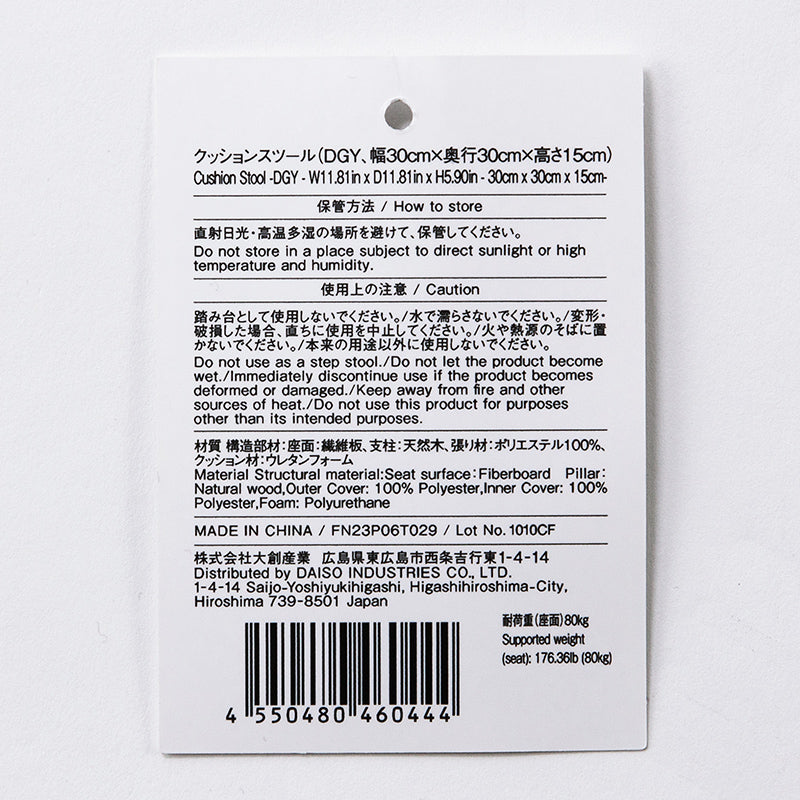 クッションスツール(DGY、幅30cm×奥行30cm×高さ15cm)
Cushion Stool -DGY - W11.81in x D11.81in x H5.90in - 30cm x 30cm x 15cm-
保管方法 / How to store
直射日光・高温多湿の場所を避けて、保管してください。
Do not store in a place subject to direct sunlight or high
temperature and humidity.
使用上の注意 / Caution
踏み台として使用しないでください。/水で濡らさないでください。/変形・
破損した場合、直ちに使用を中止してください。/火や熱源のそばに置
かないでください。/本来の用途以外に使用しないでください。
Do not use as a step stool./Do not let the product become
wet./Immediately discontinue use if the product becomes
deformed or damaged./Keep away from fire and other
sources of heat./Do not use this product for purposes
other than its intended purposes.
材質 構造部材:座面:繊維板、支柱:天然木、張り材:ポリエステル100%、
クッション材:ウレタンフォーム
Material Structural material:Seat surface:Fiberboard Pillar:
Natural wood,Outer Cover: 100% Polyester,Inner Cover: 100%
Polyester,Foam: Polyurethane
MADE IN CHINA / FN23P06T029 / Lot No. 1010CF
株式会社大創産業 広島県東広島市西条吉行東1-4-14
Distributed by DAISO INDUSTRIES CO., LTD.
1-4-14 Saijo-Yoshiyukihigashi, Higashihiroshima-City,
Hiroshima 739-8501 Japan
耐荷重(座面)80kg
Supported weight
(seat): 176.36lb (80kg)
4 550480 460444